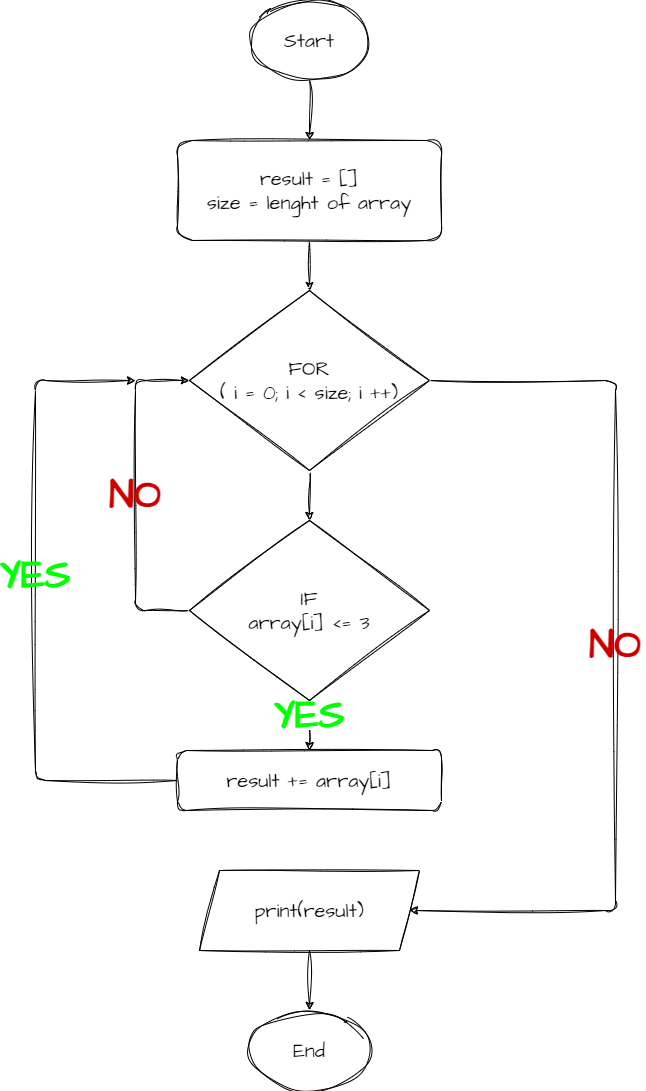 Start
result = []
size = lenght of array
FOR
( i = 0; i < size; i ++)
NO
YES
IF
array[i] <= 3
NO
YES
result += array[i]
print(result)
End